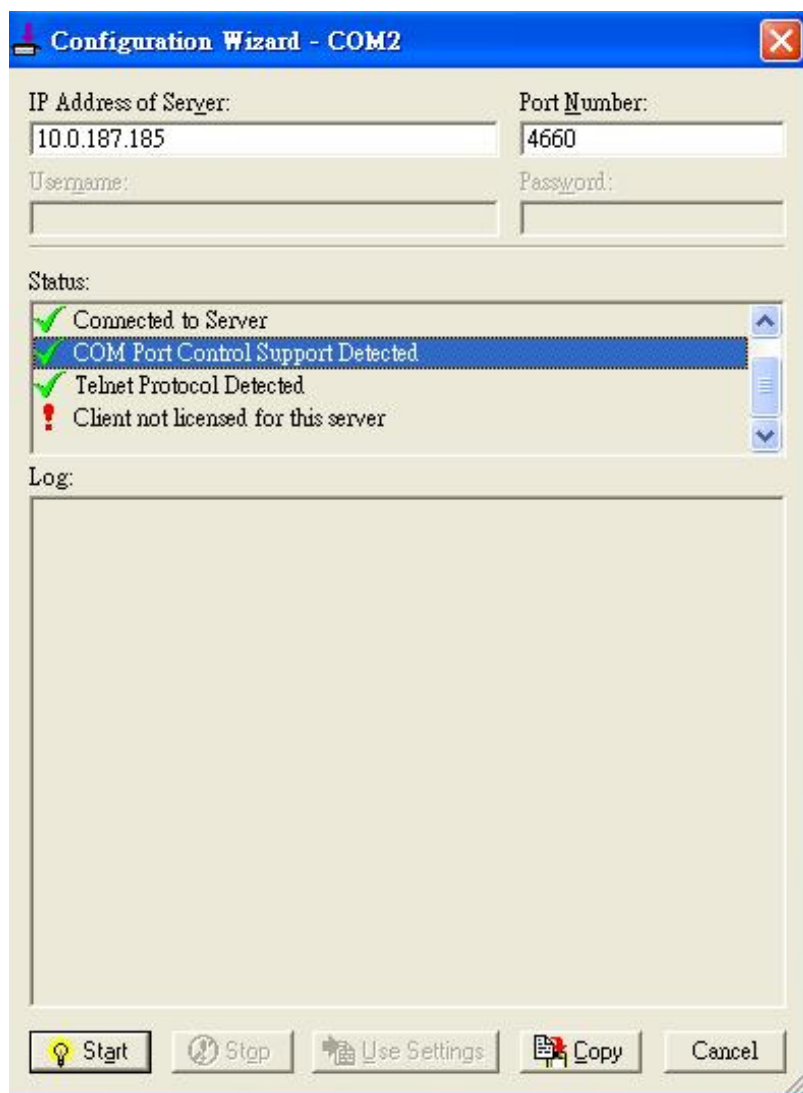 Configuration Wizard - COM2
IP Address of Server: Port Number:
10.0.187.185 4660
Username: Password:
Status:
Connected to Server
COM Port Control Support Detected
Telnet Protocol Detected
Client not licensed for this server
Log:
Start Stop Use Settings Copy Cancel